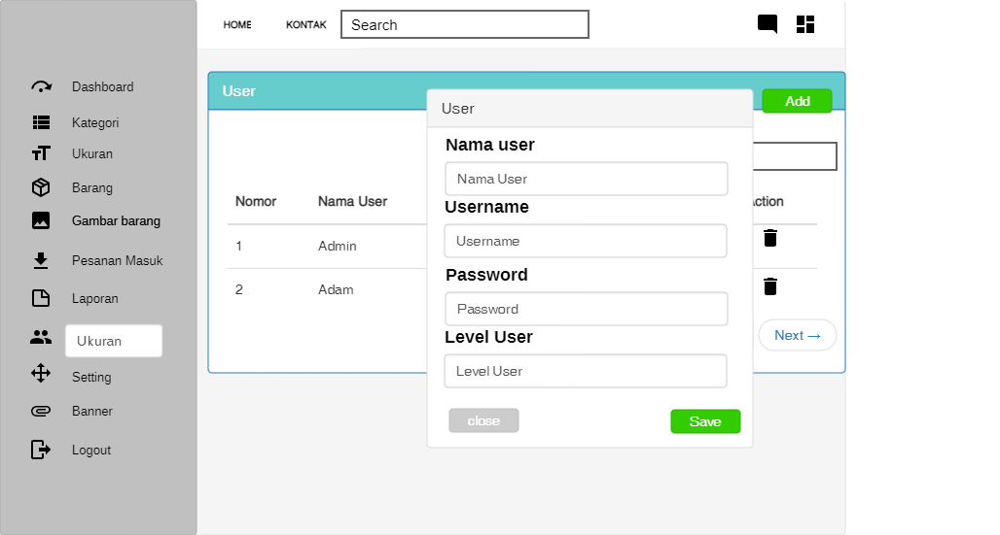 HOME
KONTAK
Search
Dashboard
Kategori
Ukuran
Barang
Gambar barang
Pesanan Masuk
Laporan
Ukuran
Setting
Banner
Logout
User
Add
Nomor
Nama User
ction
1
Admin
2
Adam
Next →
User
Nama user
Nama User
Username
Username
Password
Password
Level User
Level User
close
Save